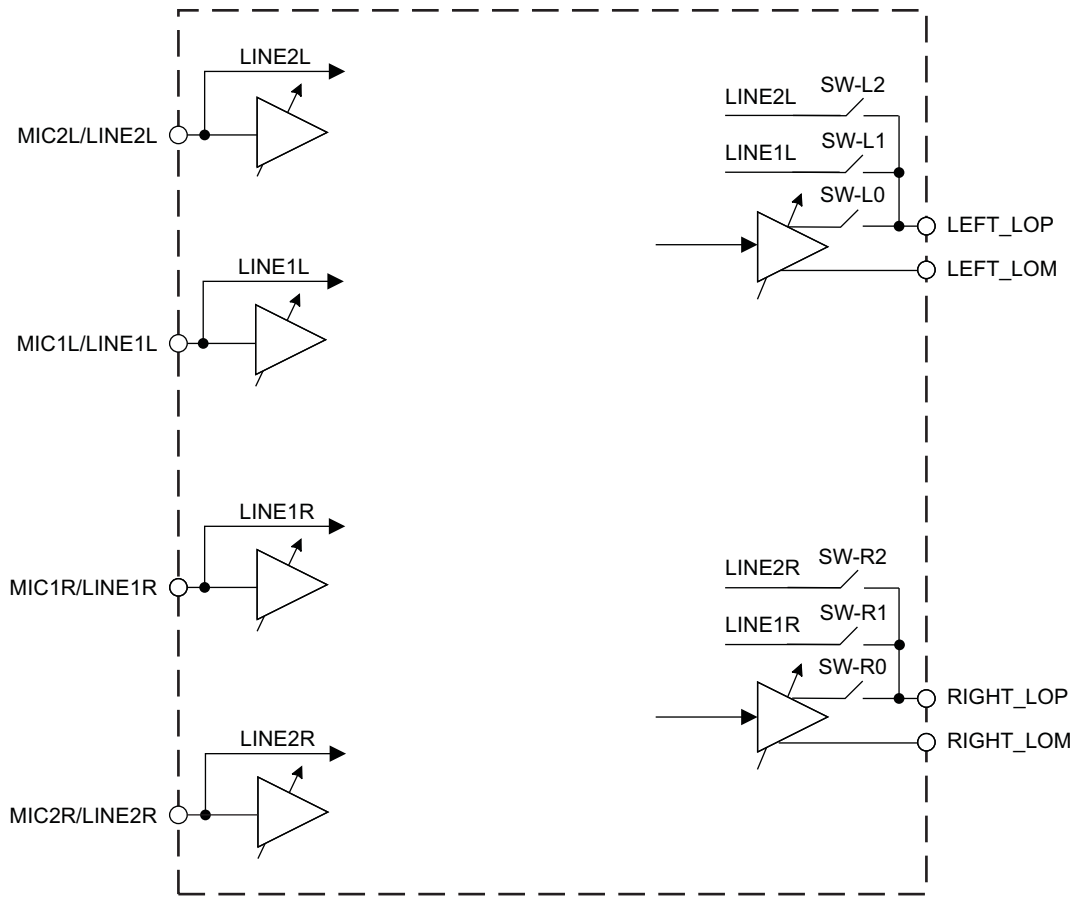 LINE2L
MIC2L/LINE2L
LINE1L
MIC1L/LINE1L
LINE1R
MIC1R/LINE1R
LINE2R
MIC2R/LINE2R
LINE2L
SW-L2
LINE1L
SW-L1
SW-L0
LEFT_LOP
LEFT_LOM
LINE2R
SW-R2
LINE1R
SW-R1
SW-R0
RIGHT_LOP
RIGHT_LOM